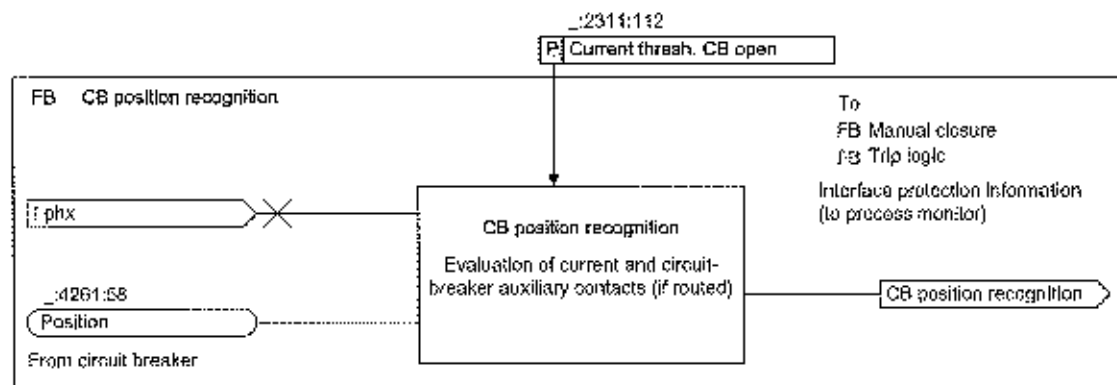 _:2311:112
P Current thresh. CB open
FB CB position recognition
To
FB Manual closure
FB Trip logic
Interface protection information
(to process monitor)
I phx
CB position recognition
Evaluation of current and circuit-
breaker auxiliary contacts (if routed)
CB position recognition
_:4261:58
Position
From circuit breaker